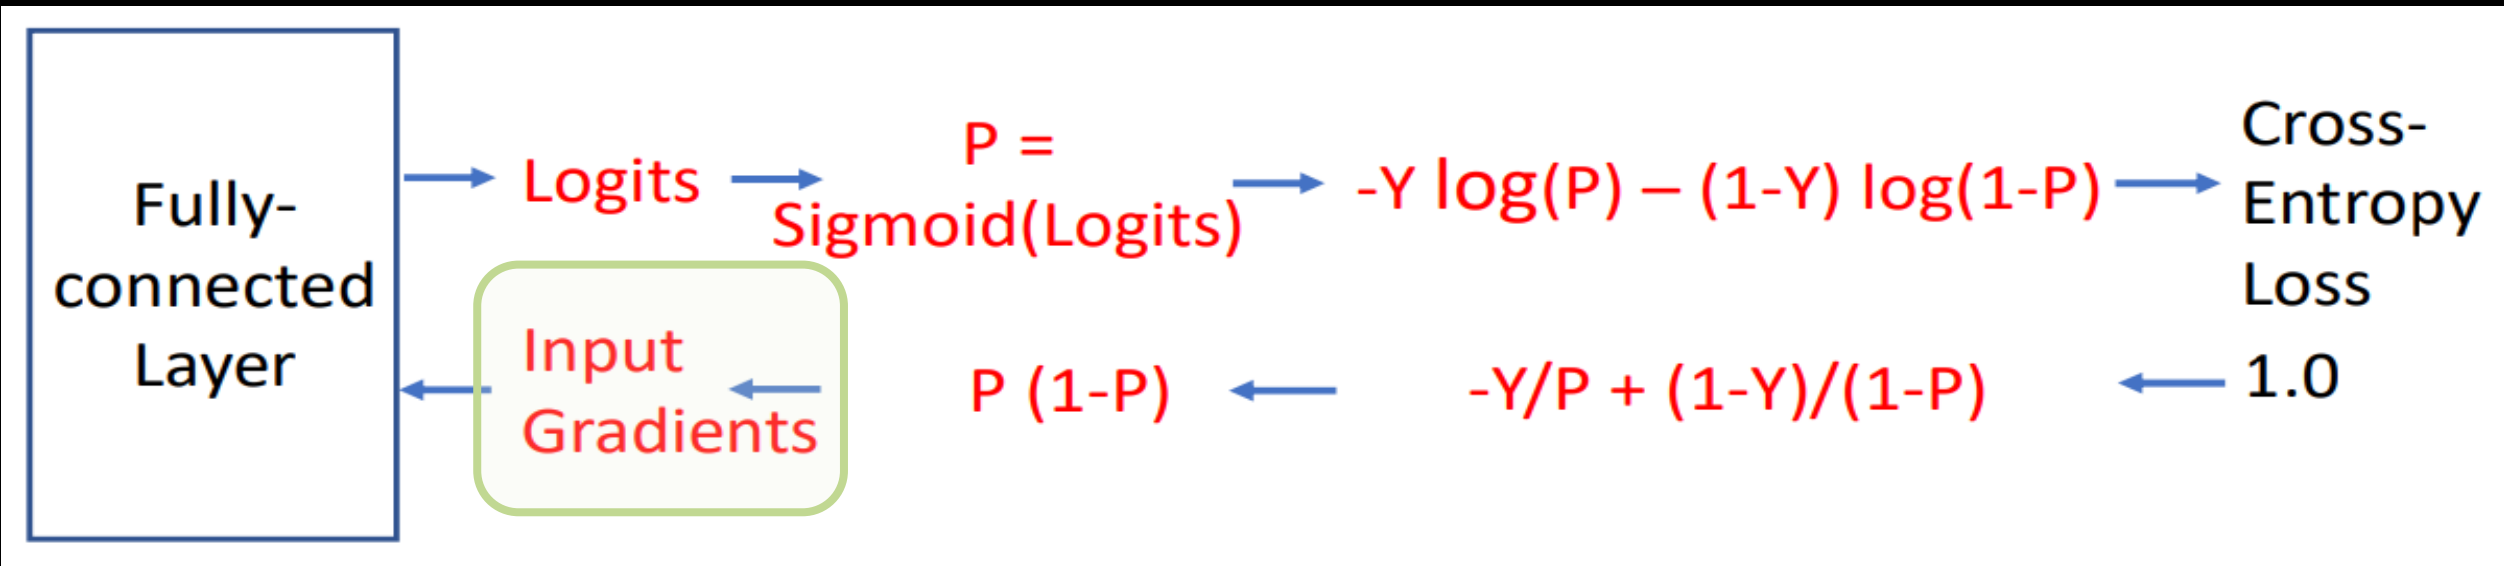 Fully-
connected
Layer
Logits
P =
Sigmoid(Logits)
-Y log(P) – (1-Y) log(1-P)
Cross-
Entropy
Loss
Input
Gradients
P (1-P)
-Y/P + (1-Y)/(1-P)
1.0